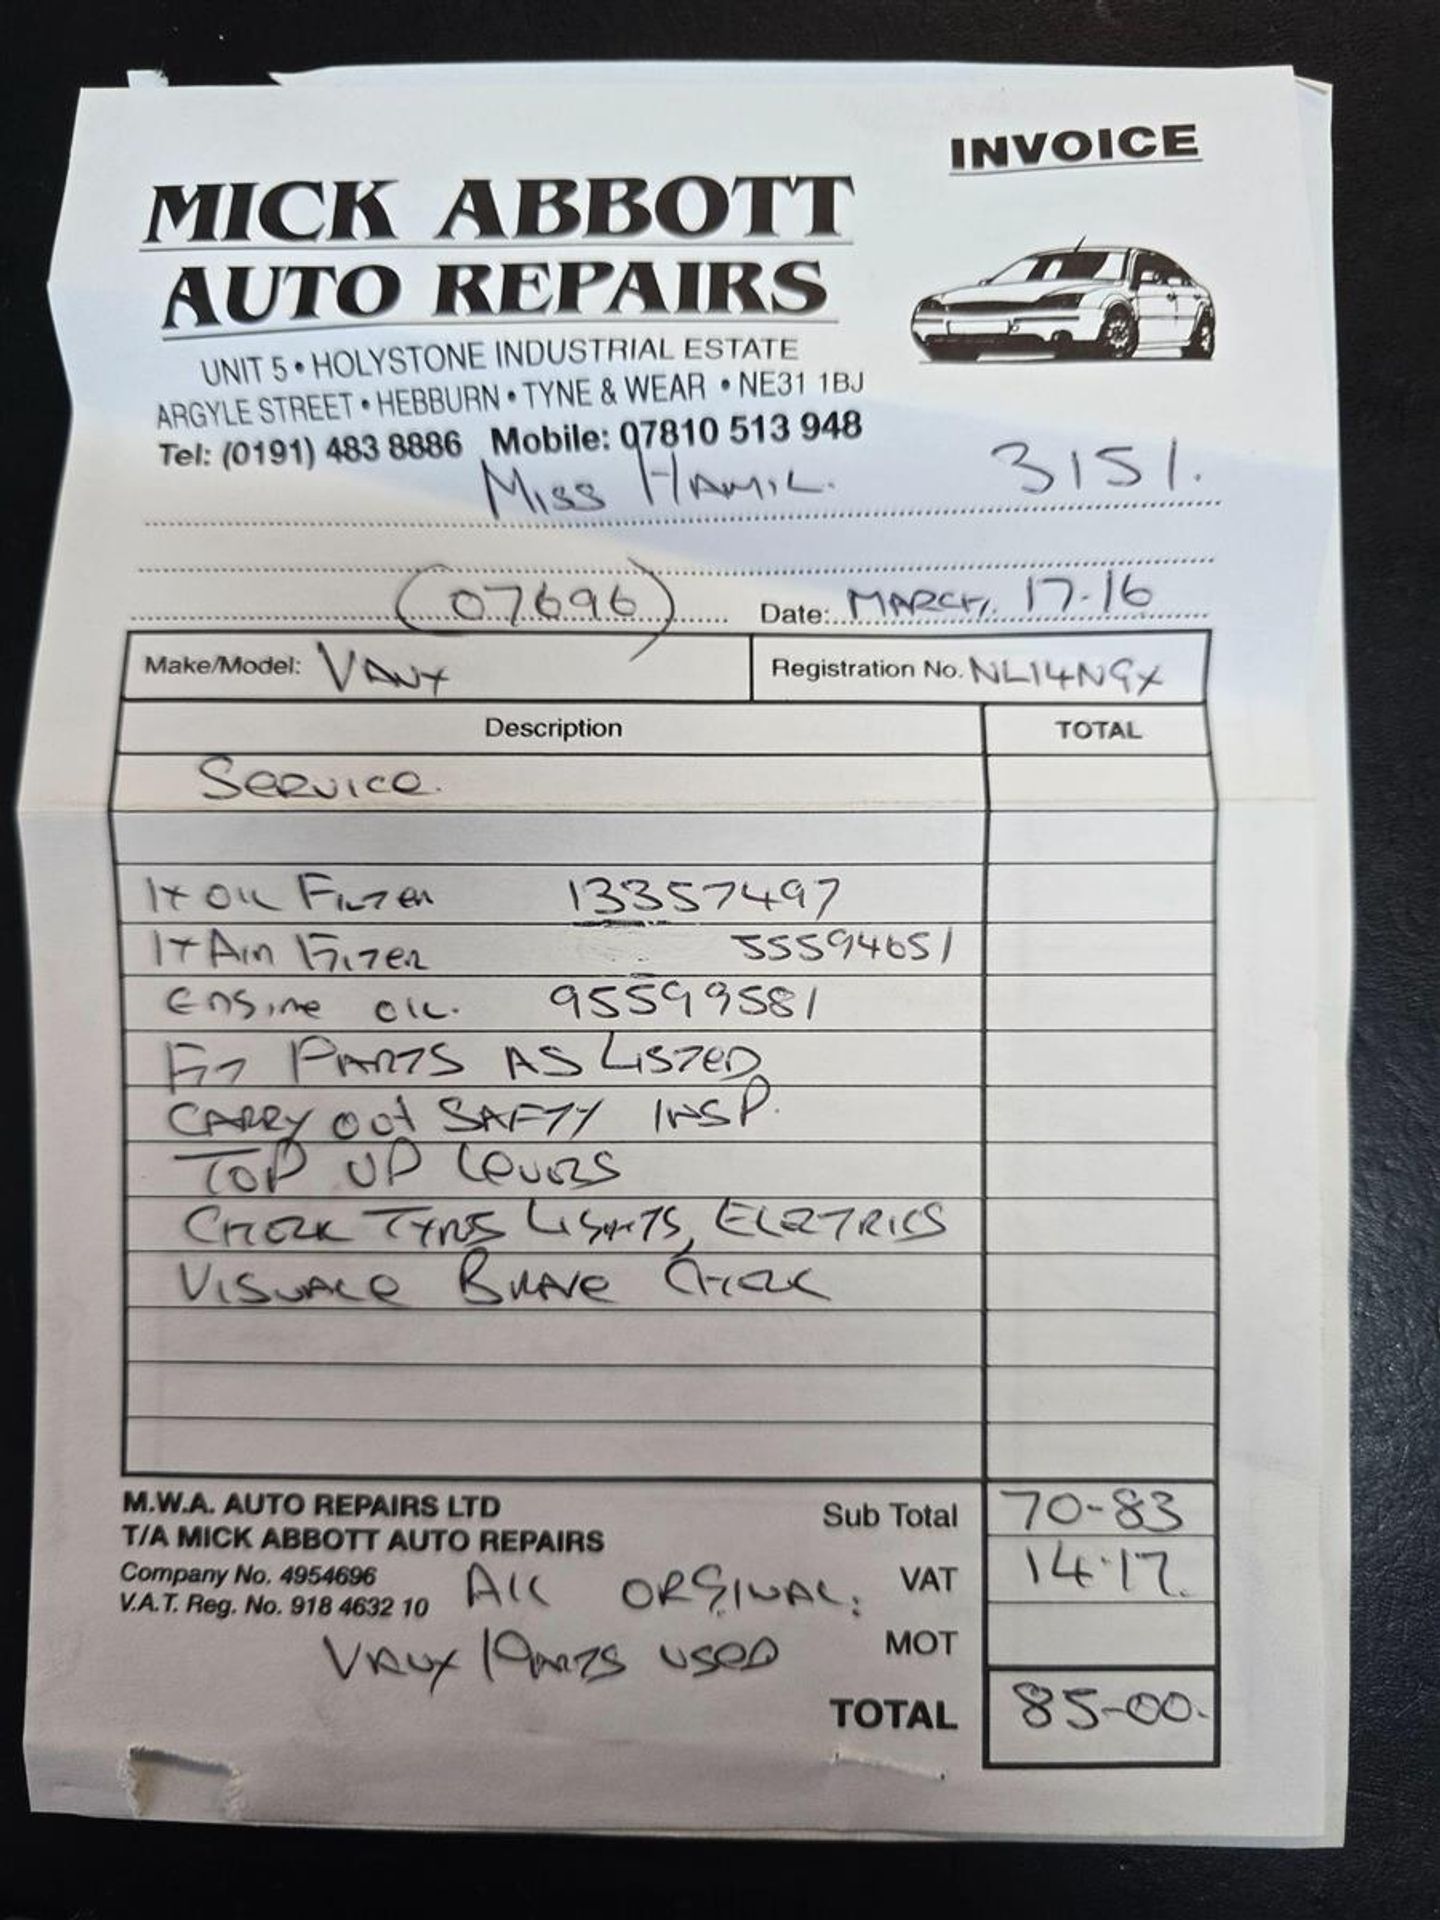 INVOICE
MICK ABBOTT
AUTO REPAIRS
UNIT 5 • HOLYSTONE INDUSTRIAL ESTATE
ARGYLE STREET • HEBBURN • TYNE & WEAR • NE31 1BJ
Tel: (0191) 483 8886 Mobile: 07810 513 948
MISS HAMIL. 3151.
(07696) Date: MARCH. 17-16
Make/Model: VAUX Registration No. NL14NGX
Description TOTAL
SERVICE.
1x OIL FILTER 13357497
1x AIR FILTER 55594651
ENGINE OIL. 95599581
FIT PARTS AS LISTED
CARRY OUT SAFTY INSP.
TOP UP LEVERS
CHECK TYRES LIGHTS, ELETRICS
VISUALE BRAKE CHECK
M.W.A. AUTO REPAIRS LTD Sub Total 70-83
T/A MICK ABBOTT AUTO REPAIRS
Company No. 4954696 VAT 14-17.
V.A.T. Reg. No. 918 4632 10 ALL ORGINAL:
VAUX PARTS USED MOT
TOTAL 85-00.